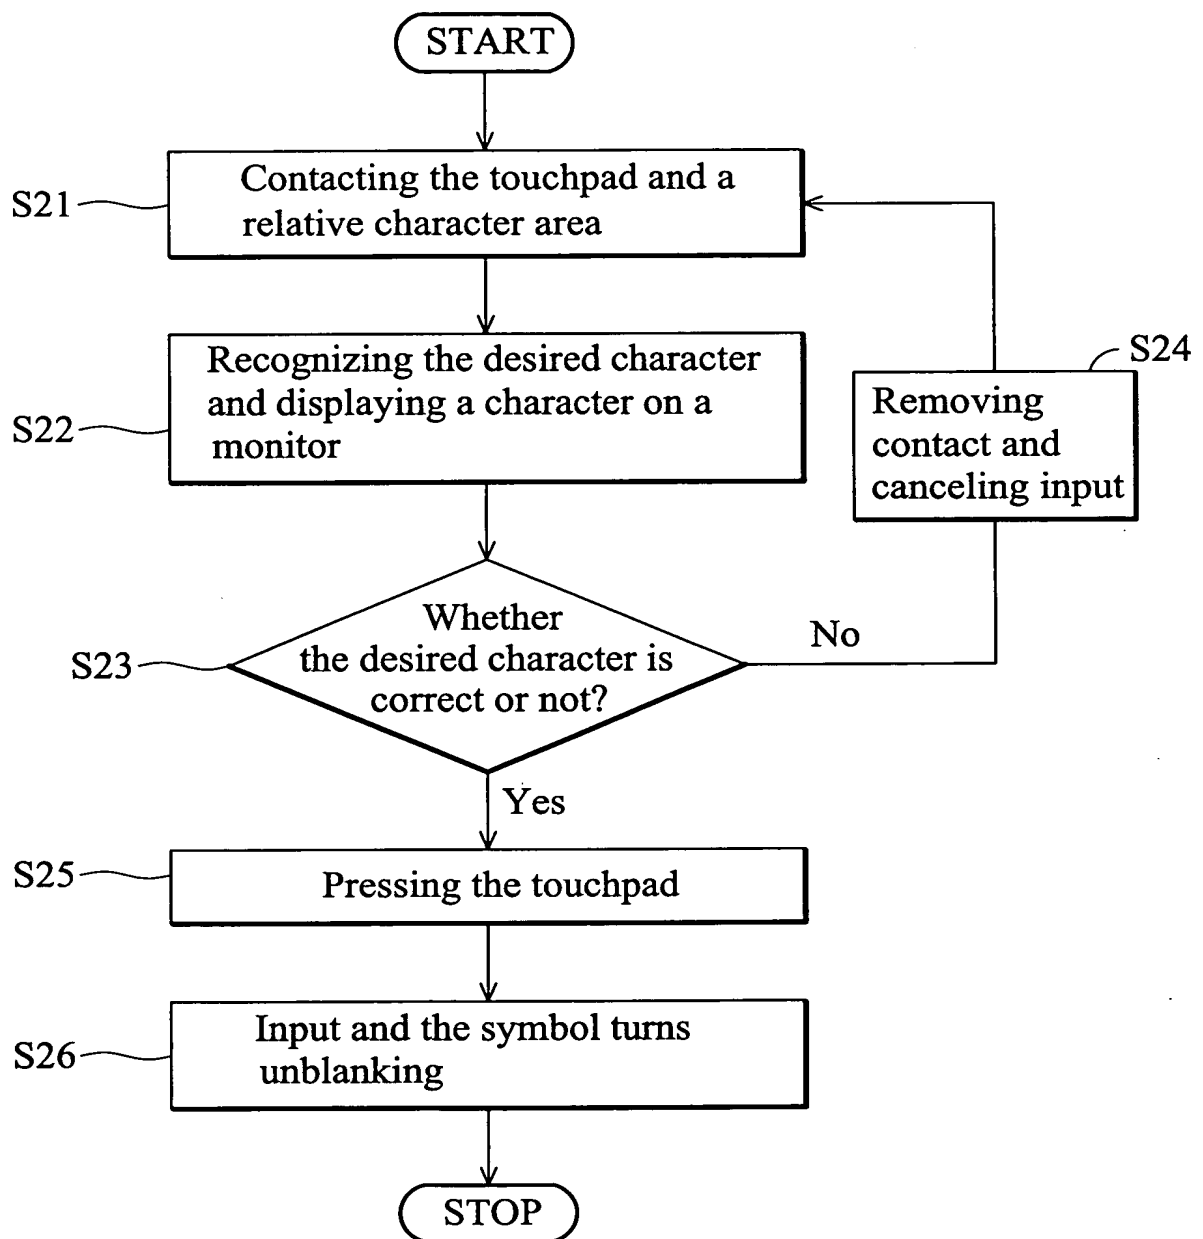 START
S21
Contacting the touchpad and a
relative character area
S22
Recognizing the desired character
and displaying a character on a
monitor
S24
Removing
contact and
canceling input
S23
Whether
the desired character is
correct or not?
No
Yes
S25
Pressing the touchpad
S26
Input and the symbol turns
unblanking
STOP